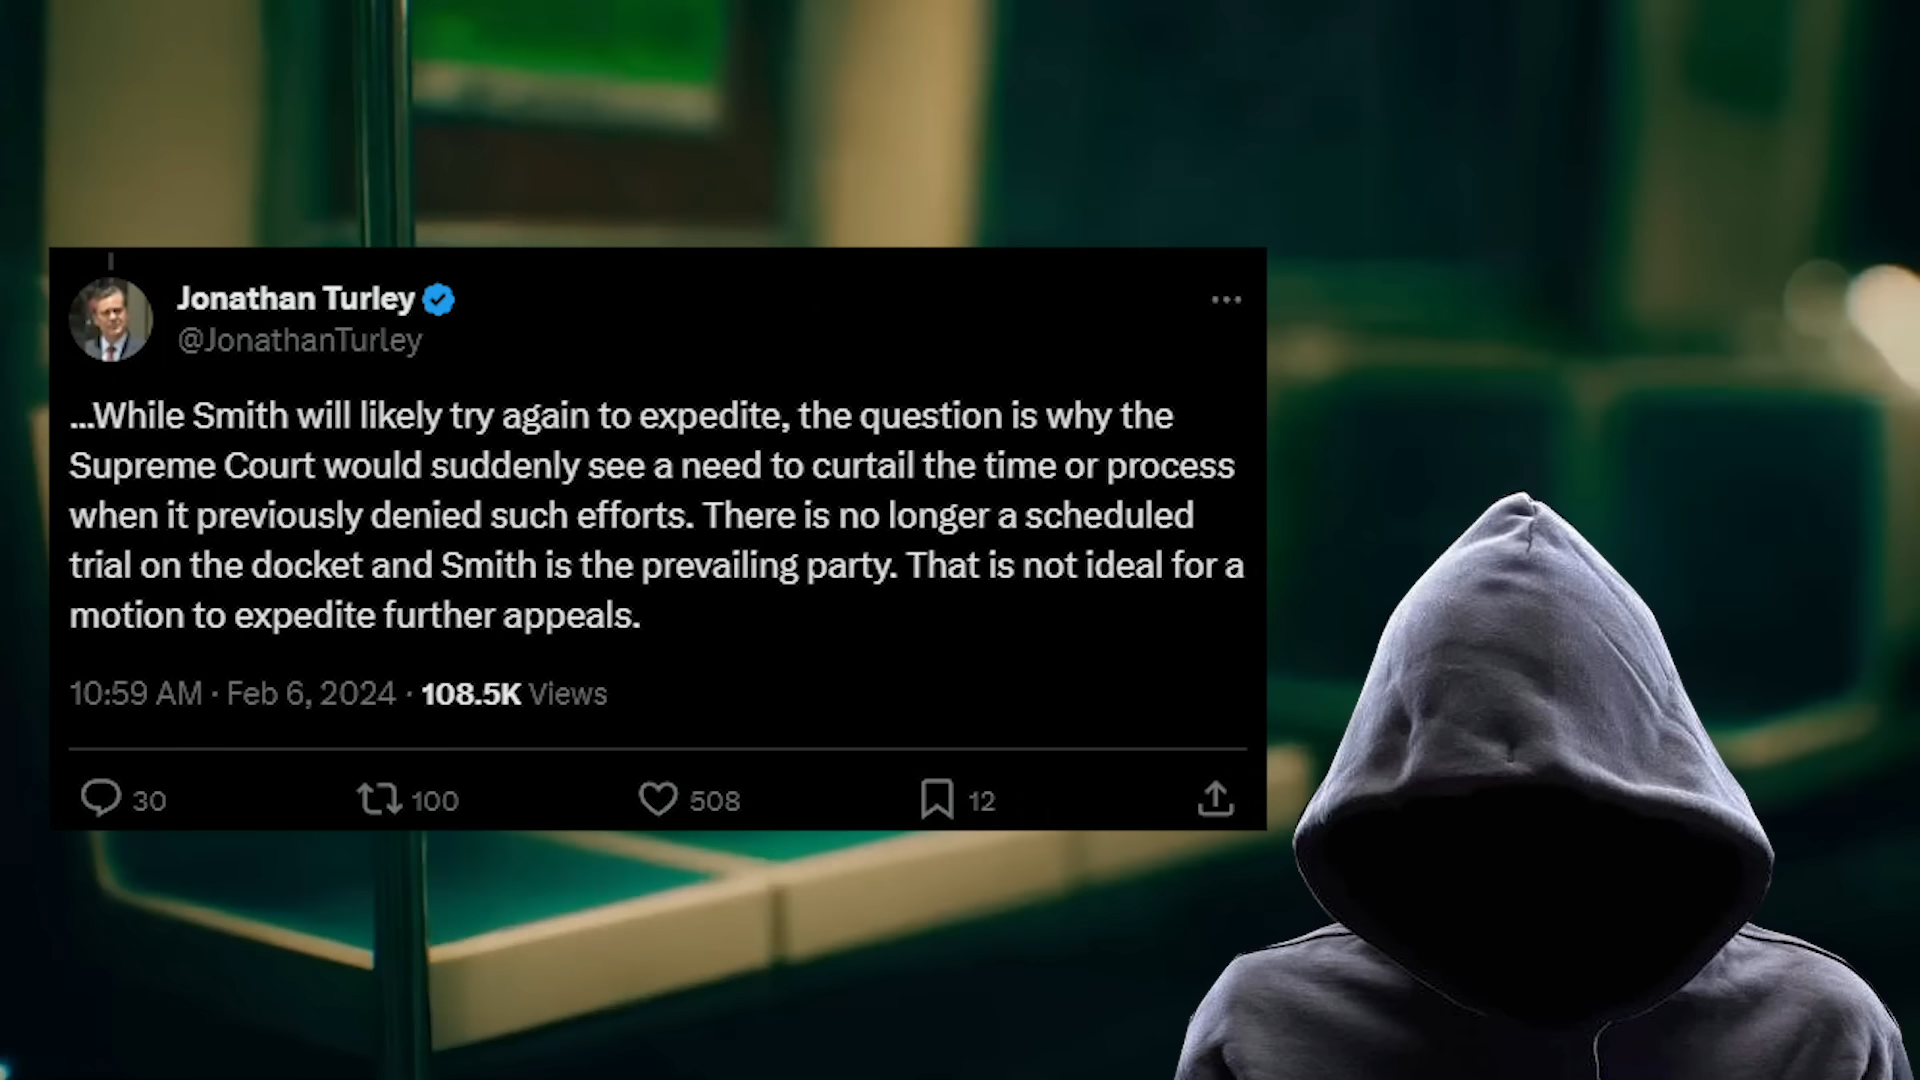 Jonathan Turley
@JonathanTurley
...While Smith will likely try again to expedite, the question is why the
Supreme Court would suddenly see a need to curtail the time or process
when it previously denied such efforts. There is no longer a scheduled
trial on the docket and Smith is the prevailing party. That is not ideal for a
motion to expedite further appeals.
10:59 AM · Feb 6, 2024 · 108.5K Views
30 100 508 12